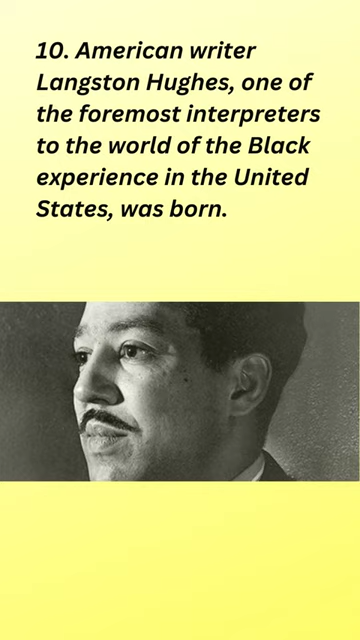 10. American writer
Langston Hughes, one of
the foremost interpreters
to the world of the Black
experience in the United
States, was born.